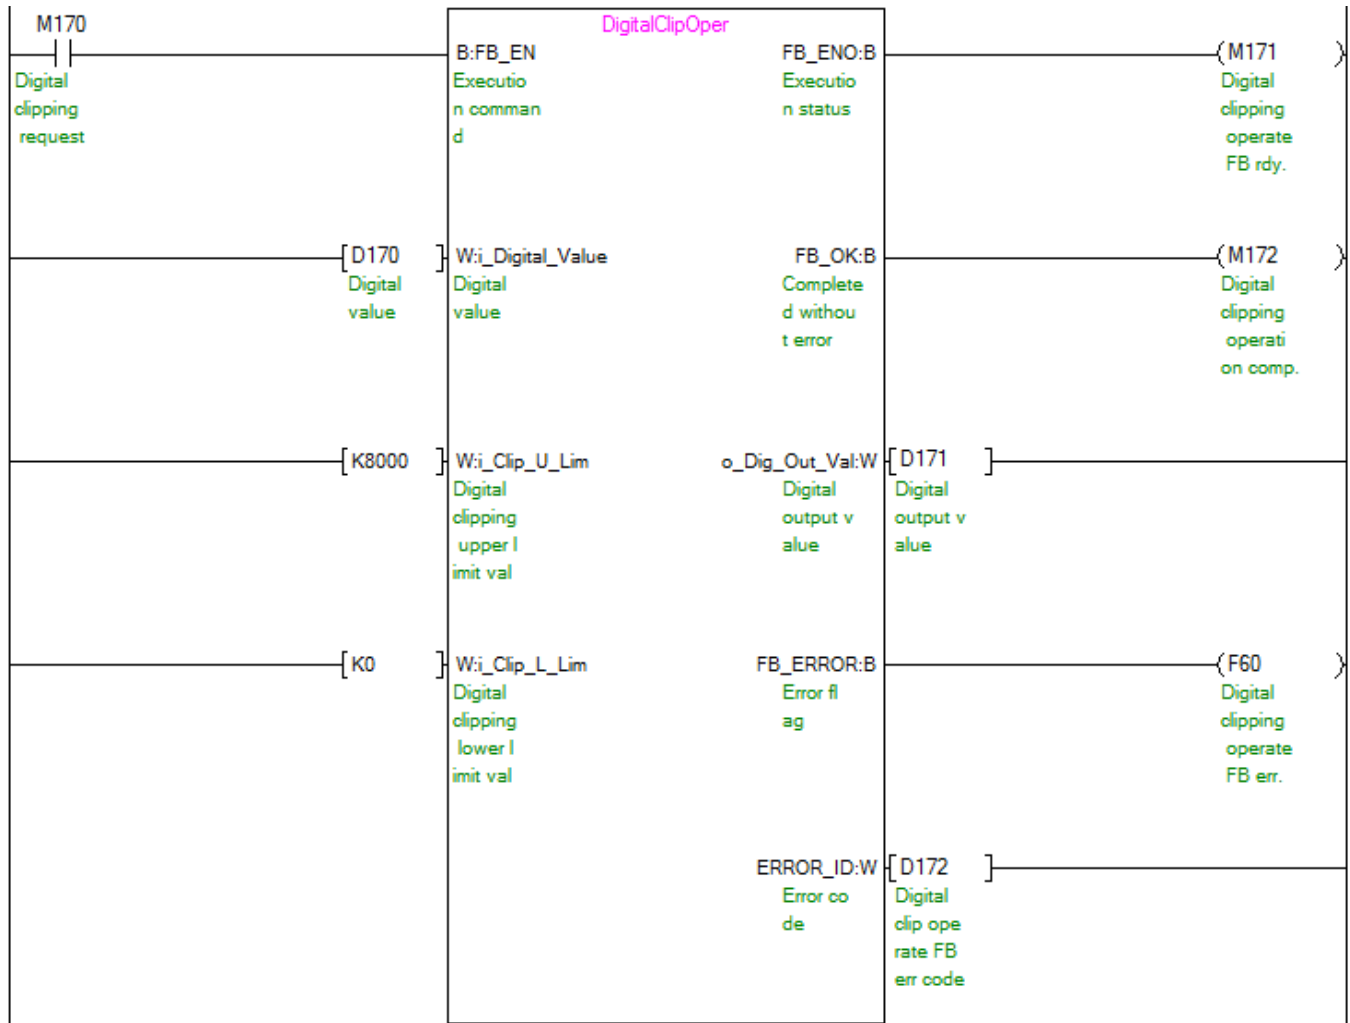 M170
DigitalClipOper
B:FB_EN
FB_ENO:B
M171
Digital
clipping
request
Executio
n comman
d
Executio
n status
Digital
clipping
operate
FB rdy.
D170
W:i_Digital_Value
FB_OK:B
M172
Digital
value
Digital
value
Complete
d withou
t error
Digital
clipping
operati
on comp.
K8000
W:i_Clip_U_Lim
o_Dig_Out_Val:W
D171
Digital
clipping
upper l
imit val
Digital
output v
alue
Digital
output v
alue
K0
W:i_Clip_L_Lim
FB_ERROR:B
F60
Digital
clipping
lower l
imit val
Error fl
ag
Digital
clipping
operate
FB err.
ERROR_ID:W
D172
Error co
de
Digital
clip ope
rate FB
err code